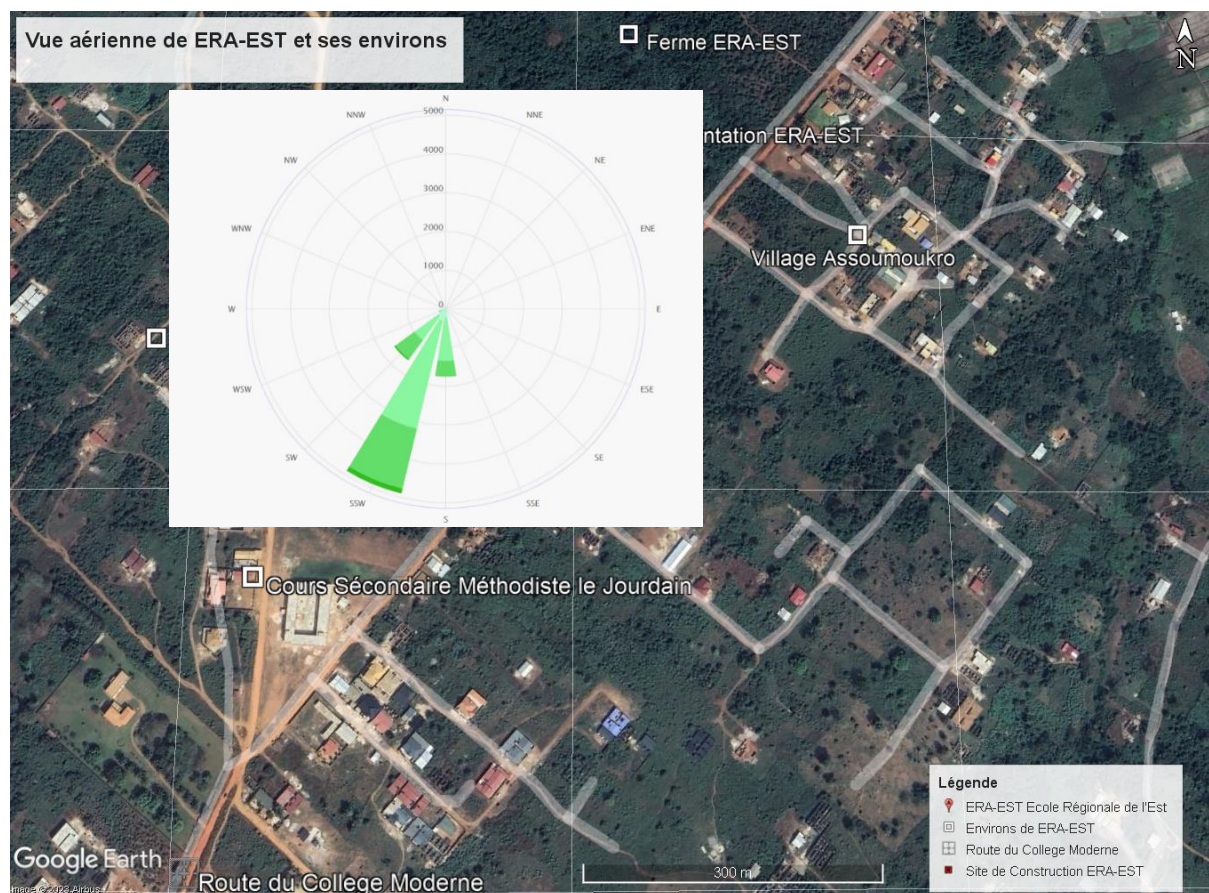 Vue aérienne de ERA-EST et ses environs
Ferme ERA-EST
N
ntation ERA-EST
Village Assoumoukro
N
NNE
NE
ENE
E
ESE
SE
SSE
S
SSW
SW
WSW
W
WNW
NW
NNW
5000
4000
3000
2000
1000
0
Cours Sécondaire Méthodiste le Jourdain
Légende
ERA-EST Ecole Régionale de l'Est
Environs de ERA-EST
Route du College Moderne
Site de Construction ERA-EST
300 m
Google Earth
Image © 2023 Airbus
Route du College Moderne